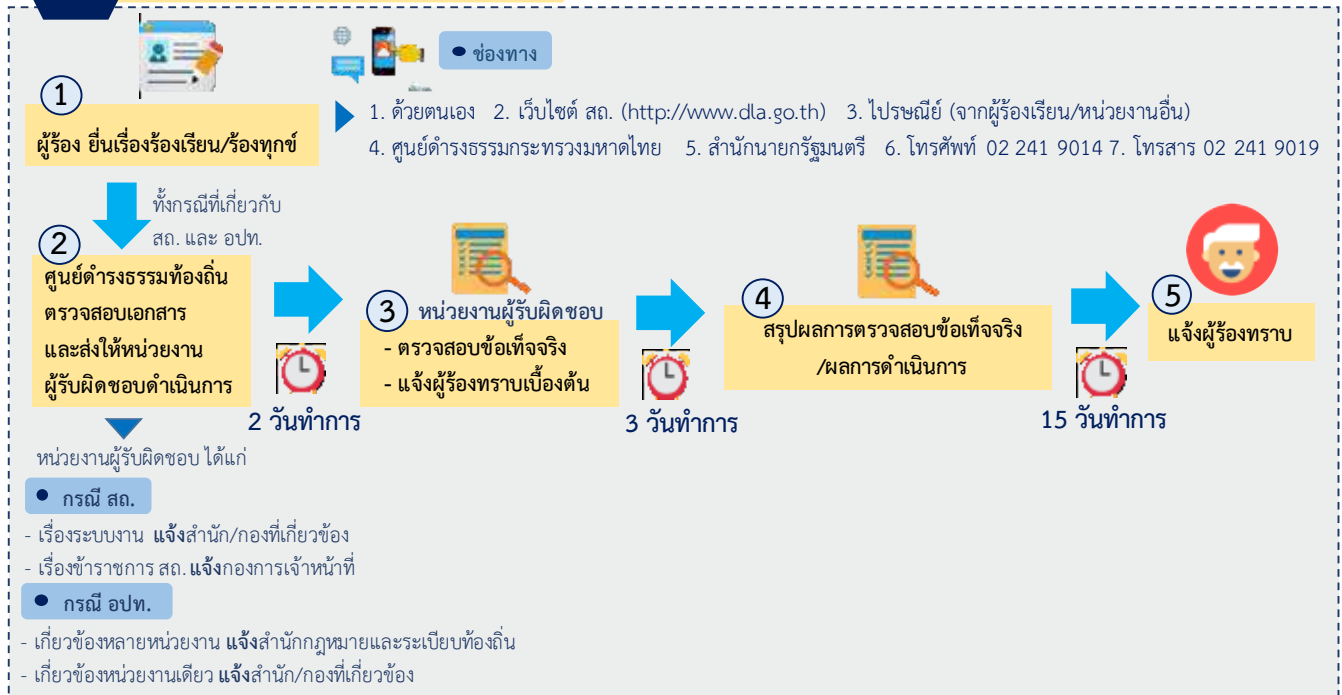 • ช่องทาง
1
ผู้ร้อง ยื่นเรื่องร้องเรียน/ร้องทุกข์
1. ด้วยตนเอง 2. เว็บไซต์ สถ. (http://www.dla.go.th) 3. ไปรษณีย์ (จากผู้ร้องเรียน/หน่วยงานอื่น)
4. ศูนย์ดำรงธรรมกระทรวงมหาดไทย 5. สำนักนายกรัฐมนตรี 6. โทรศัพท์ 02 241 9014 7. โทรสาร 02 241 9019
ทั้งกรณีที่เกี่ยวกับ
สถ. และ อปท.
2
ศูนย์ดำรงธรรมท้องถิ่น
ตรวจสอบเอกสาร
และส่งให้หน่วยงาน
ผู้รับผิดชอบดำเนินการ
2 วันทำการ
3
หน่วยงานผู้รับผิดชอบ
- ตรวจสอบข้อเท็จจริง
- แจ้งผู้ร้องทราบเบื้องต้น
3 วันทำการ
4
สรุปผลการตรวจสอบข้อเท็จจริง
/ผลการดำเนินการ
15 วันทำการ
5
แจ้งผู้ร้องทราบ
หน่วยงานผู้รับผิดชอบ ได้แก่
• กรณี สถ.
- เรื่องระบบงาน แจ้งสำนัก/กองที่เกี่ยวข้อง
- เรื่องข้าราชการ สถ. แจ้งกองการเจ้าหน้าที่
• กรณี อปท.
- เกี่ยวข้องหลายหน่วยงาน แจ้งสำนักกฎหมายและระเบียบท้องถิ่น
- เกี่ยวข้องหน่วยงานเดียว แจ้งสำนัก/กองที่เกี่ยวข้อง